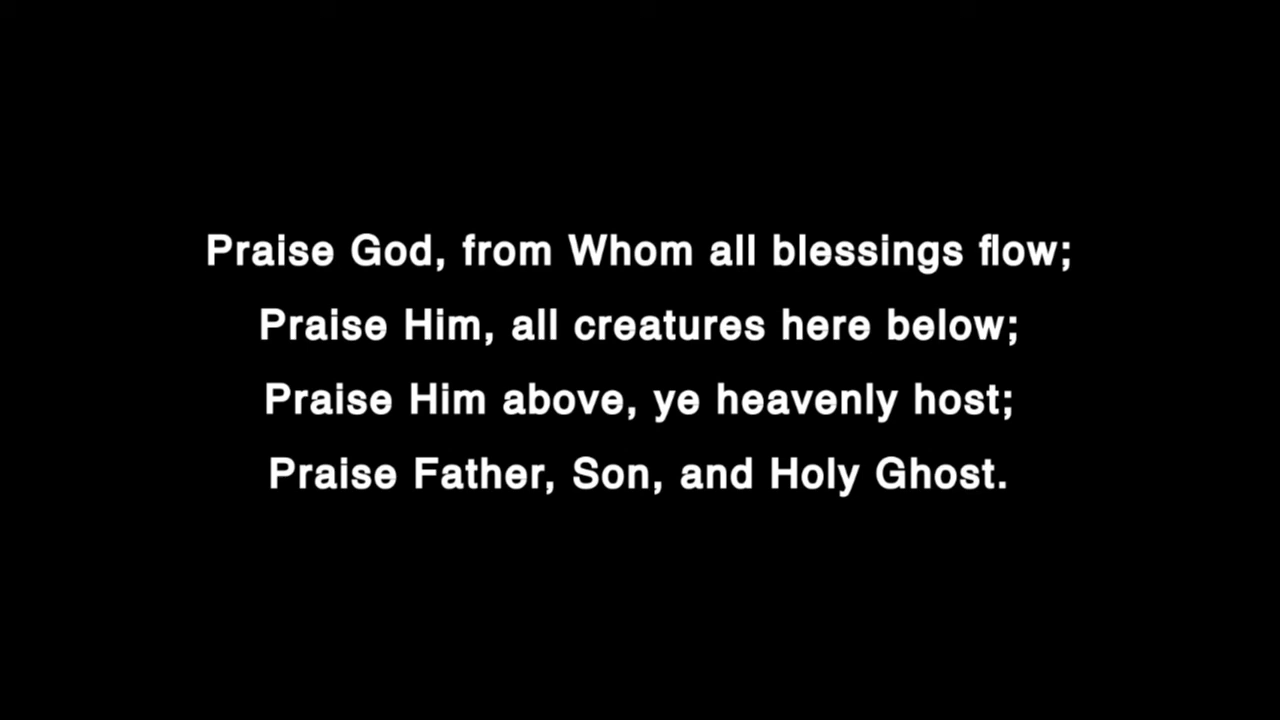 Praise God, from Whom all blessings flow;
Praise Him, all creatures here below;
Praise Him above, ye heavenly host;
Praise Father, Son, and Holy Ghost.